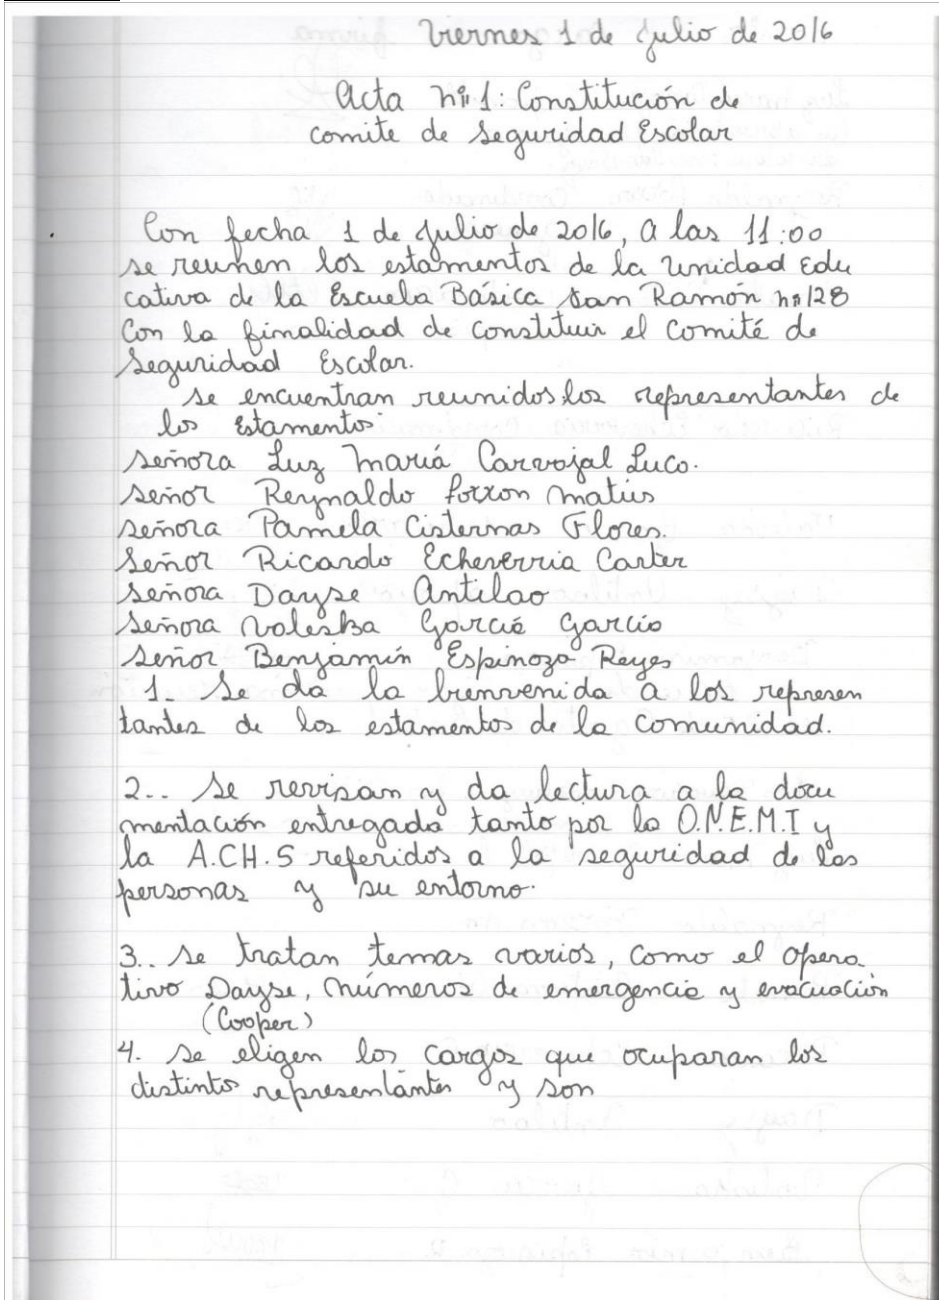 Viernes 1 de Julio de 2016
Acta nº 1: Constitución de
comite de Seguridad Escolar
Con fecha 1 de Julio de 2016, a las 11:00
se reunen los estamentos de la Unidad Edu
cativa de la Escuela Básica San Ramón nº 128
Con la finalidad de constituir el Comité de
Seguridad Escolar.
se encuentran reunidos los representantes de
los Estamentos
señora Luz María Carvajal Luco.
señor Reynaldo Matus
señora Pamela Cisternas Flores.
señor Ricardo Echeverria Carter
señora Dayse Antilao
señora Valeska García García
señor Benjamín Espinoza Reyes
1. Se da la bienvenida a los represen
tantes de los estamentos de la Comunidad.
2.. Se revisan y da lectura a la docu
mentación entregada tanto por la O.N.E.M.I y
la A.CH.S referidos a la seguridad de las
personas y su entorno.
3.. se tratan temas varios, como el opera
tivo Dayse, números de emergencia y evacuación
(Cooper)
4. se eligen los cargos que ocuparan los
distintos representantes y son